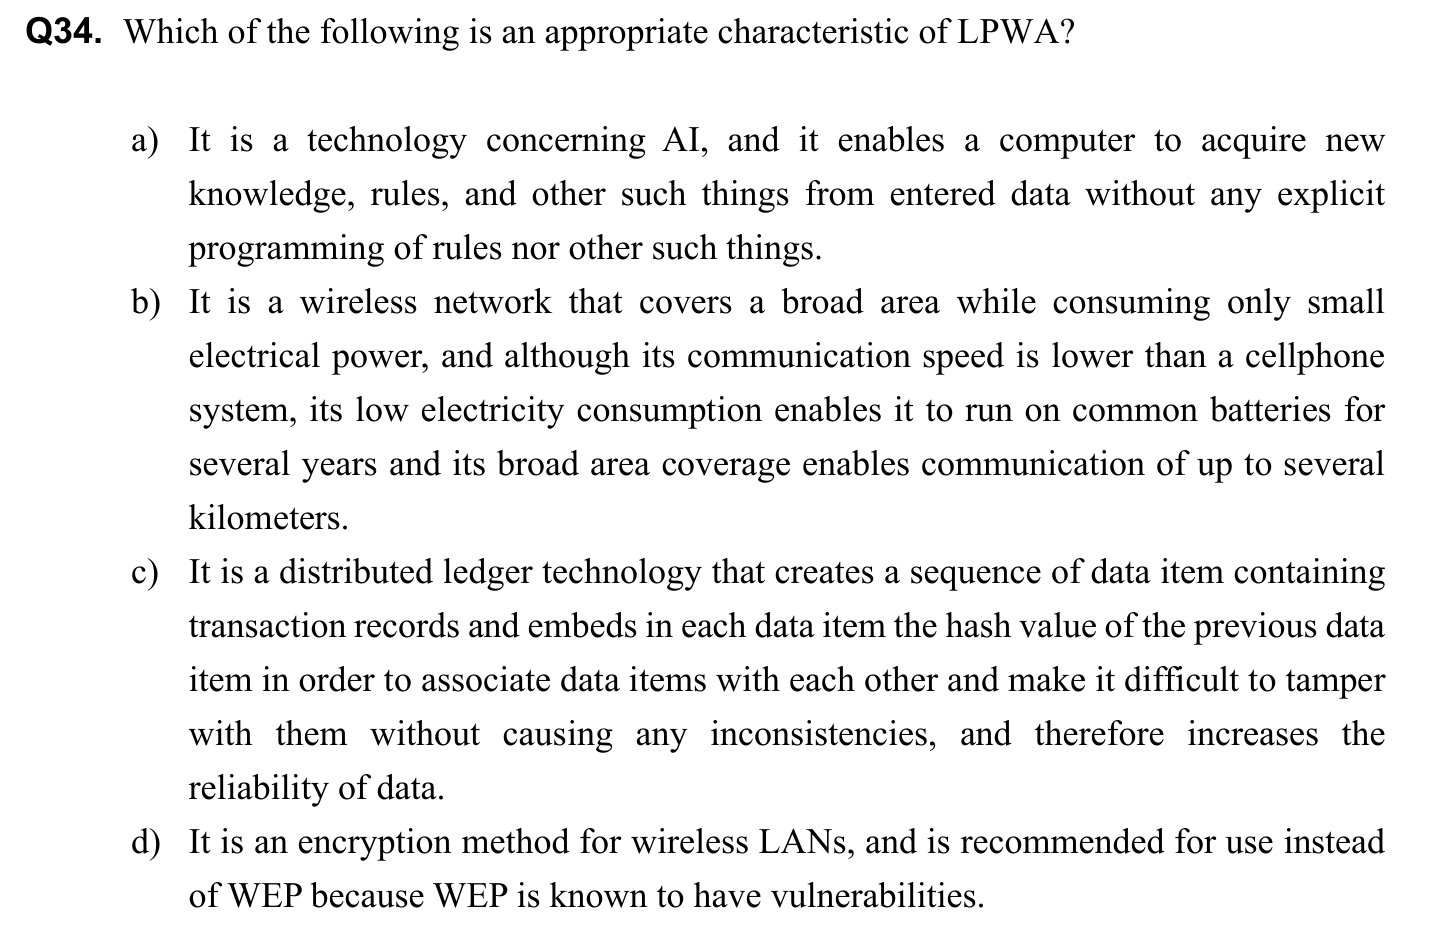 Q34. Which of the following is an appropriate characteristic of LPWA?
a) It is a technology concerning AI, and it enables a computer to acquire new
knowledge, rules, and other such things from entered data without any explicit
programming of rules nor other such things.
b) It is a wireless network that covers a broad area while consuming only small
electrical power, and although its communication speed is lower than a cellphone
system, its low electricity consumption enables it to run on common batteries for
several years and its broad area coverage enables communication of up to several
kilometers.
c) It is a distributed ledger technology that creates a sequence of data item containing
transaction records and embeds in each data item the hash value of the previous data
item in order to associate data items with each other and make it difficult to tamper
with them without causing any inconsistencies, and therefore increases the
reliability of data.
d) It is an encryption method for wireless LANs, and is recommended for use instead
of WEP because WEP is known to have vulnerabilities.